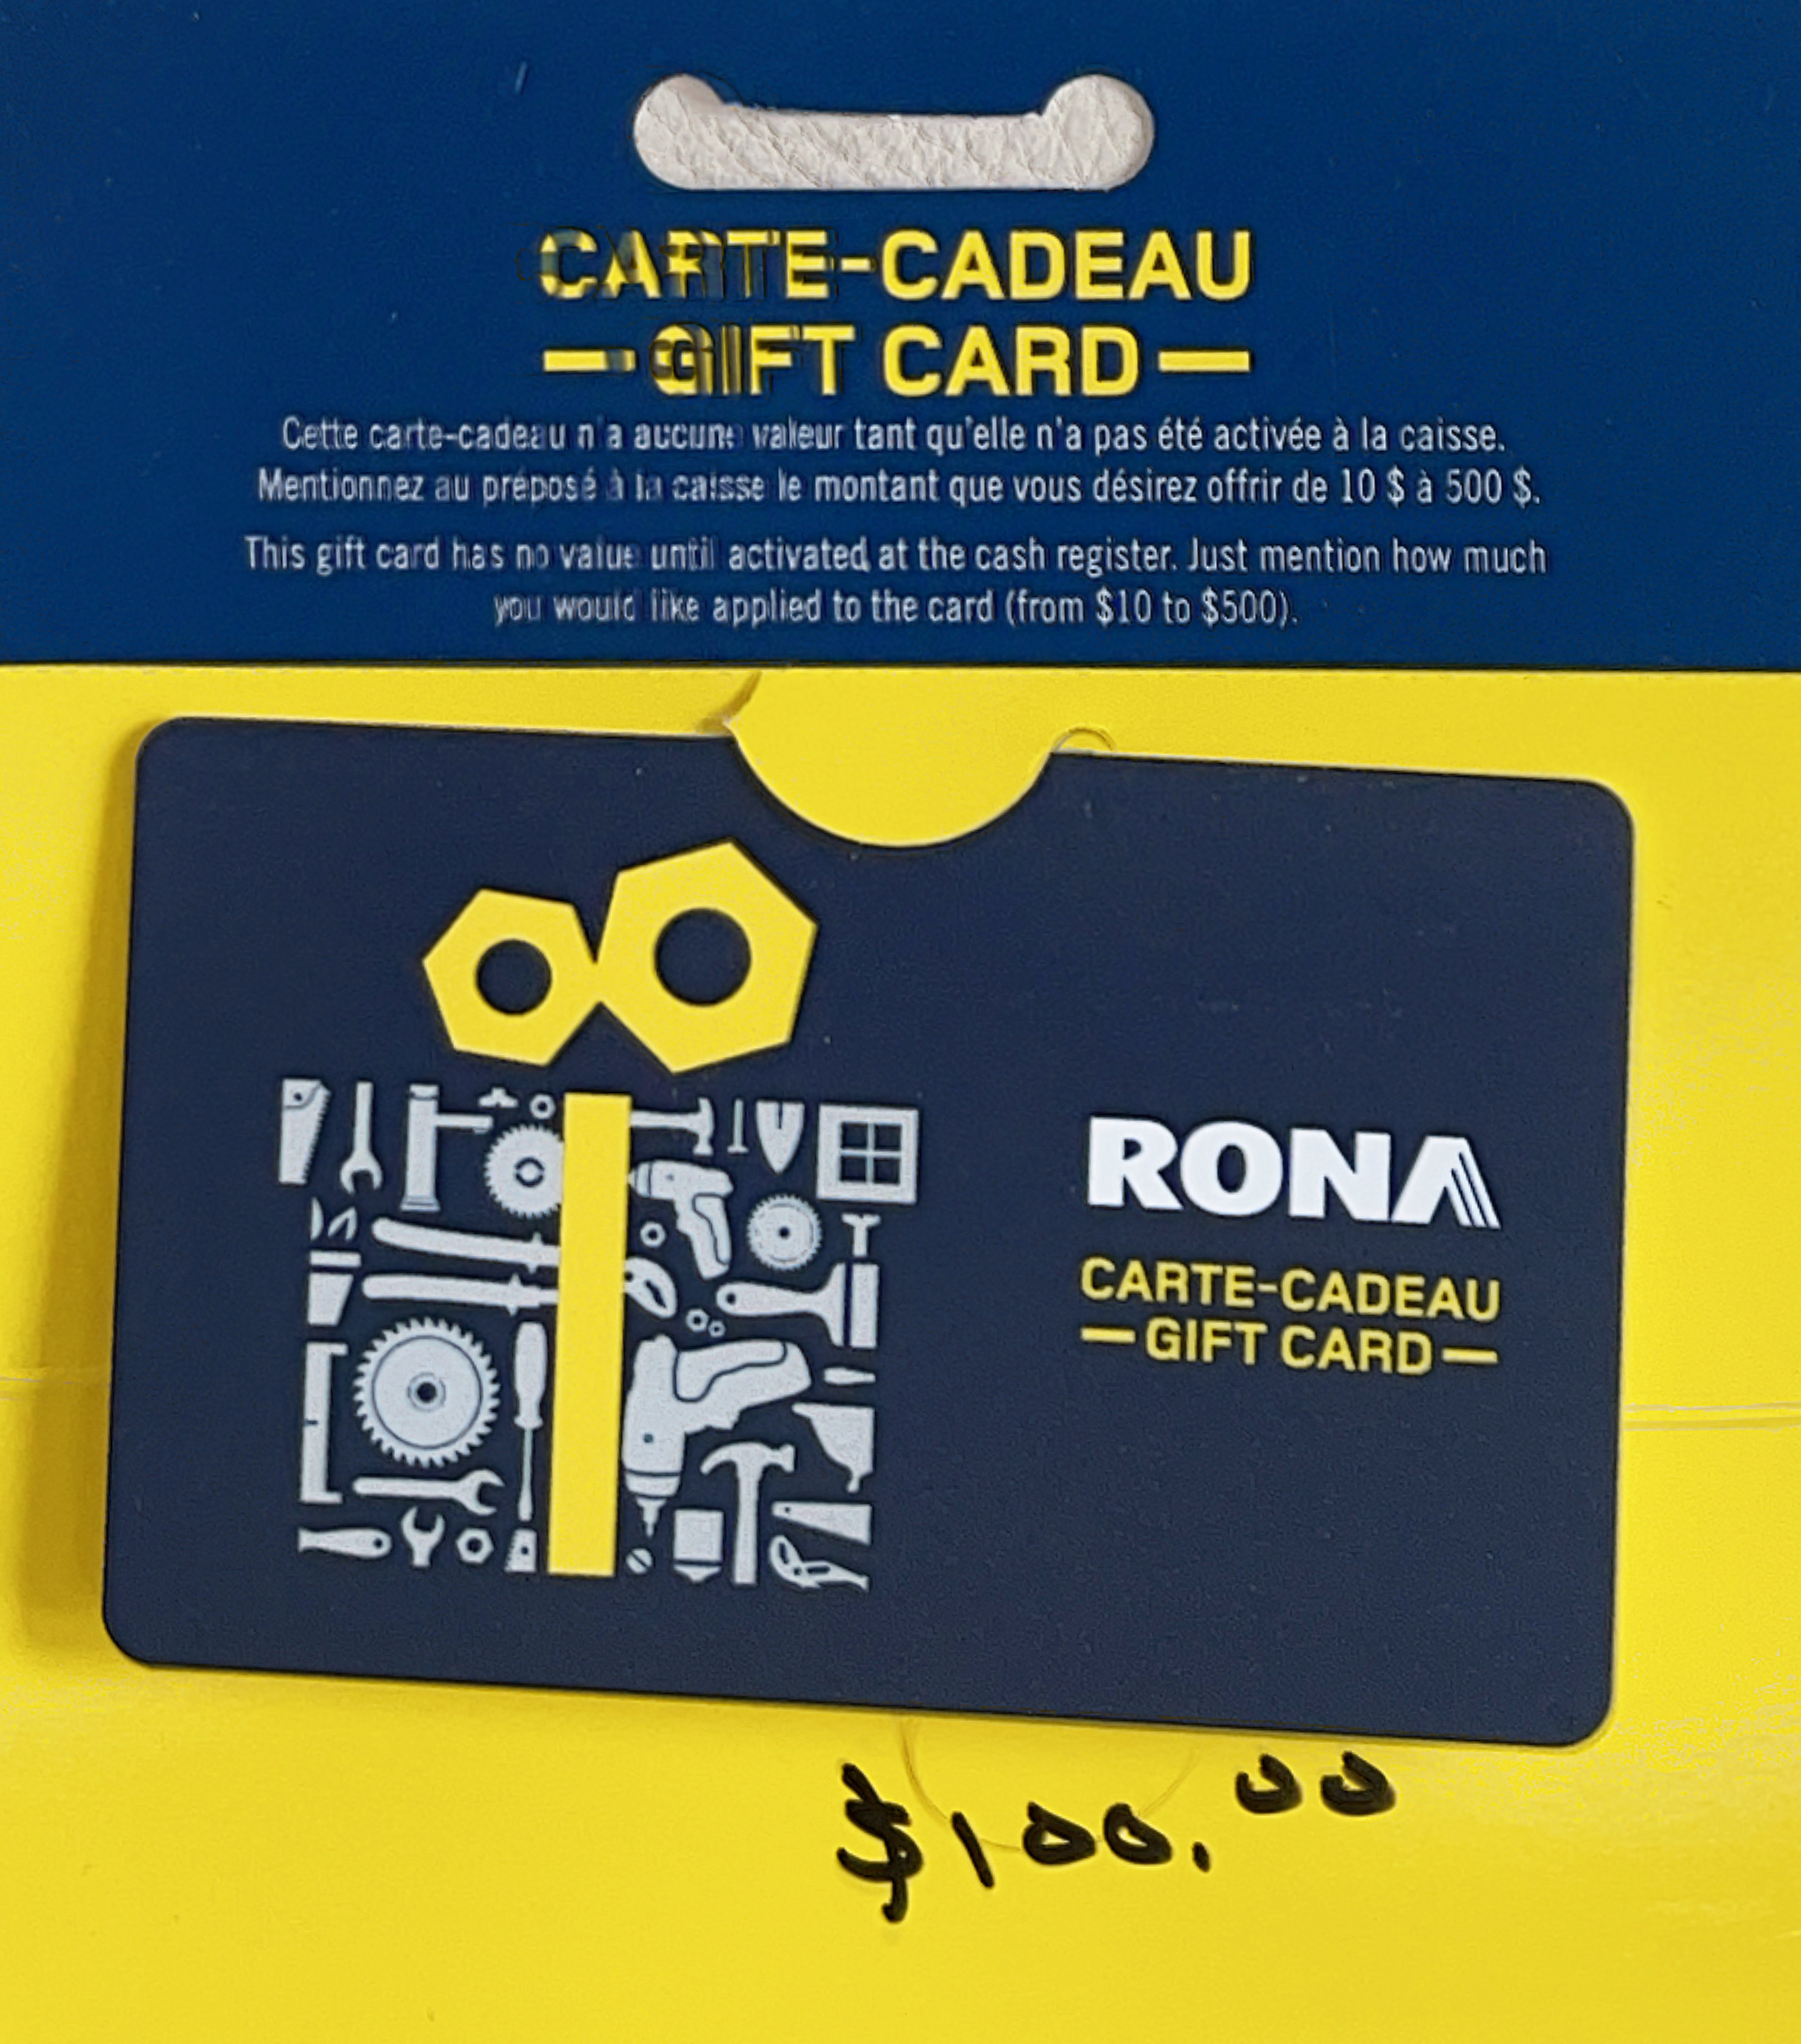 CARTE-CADEAU
GIFT CARD
Cette carte-cadeau n'a aucune valeur tant qu'elle n'a pas été activée à la caisse.
Mentionnez au préposé à la caisse le montant que vous désirez offrir de 10 $ à 500 $.
This gift card has no value until activated at the cash register. Just mention how much
you would like applied to the card (from $10 to $500).
RONA
CARTE-CADEAU
GIFT CARD
$100.00